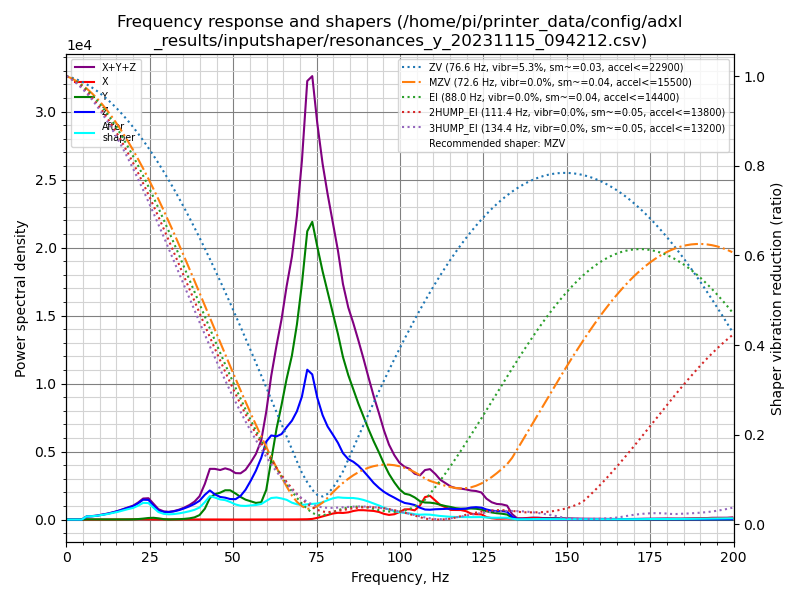 Frequency response and shapers (/home/pi/printer_data/config/adxl
_results/inputshaper/resonances_y_20231115_094212.csv)
1e4
X+Y+Z
X
Y
Z
After
shaper
ZV (76.6 Hz, vibr=5.3%, sm~=0.03, accel<=22900)
MZV (72.6 Hz, vibr=0.0%, sm~=0.04, accel<=15500)
EI (88.0 Hz, vibr=0.0%, sm~=0.04, accel<=14400)
2HUMP_EI (111.4 Hz, vibr=0.0%, sm~=0.05, accel<=13800)
3HUMP_EI (134.4 Hz, vibr=0.0%, sm~=0.05, accel<=13200)
Recommended shaper: MZV
Power spectral density
3.0
2.5
2.0
1.5
1.0
0.5
0.0
1.0
0.8
0.6
0.4
0.2
0.0
Shaper vibration reduction (ratio)
0 25 50 75 100 125 150 175 200
Frequency, Hz